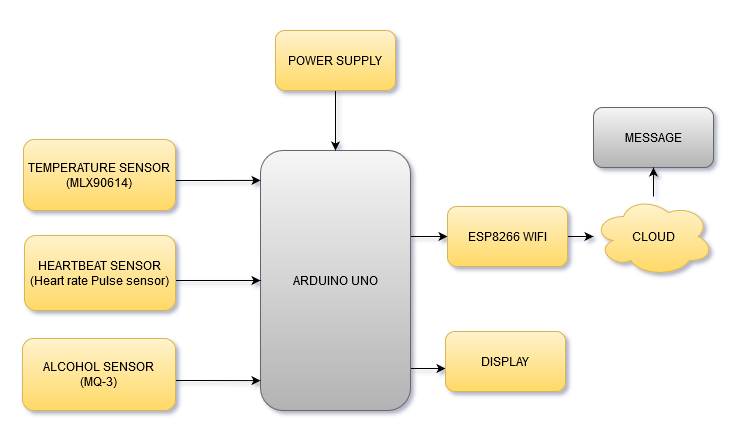 POWER SUPPLY
MESSAGE
TEMPERATURE SENSOR
(MLX90614)
ESP8266 WIFI
CLOUD
HEARTBEAT SENSOR
(Heart rate Pulse sensor)
ARDUINO UNO
ALCOHOL SENSOR
(MQ-3)
DISPLAY